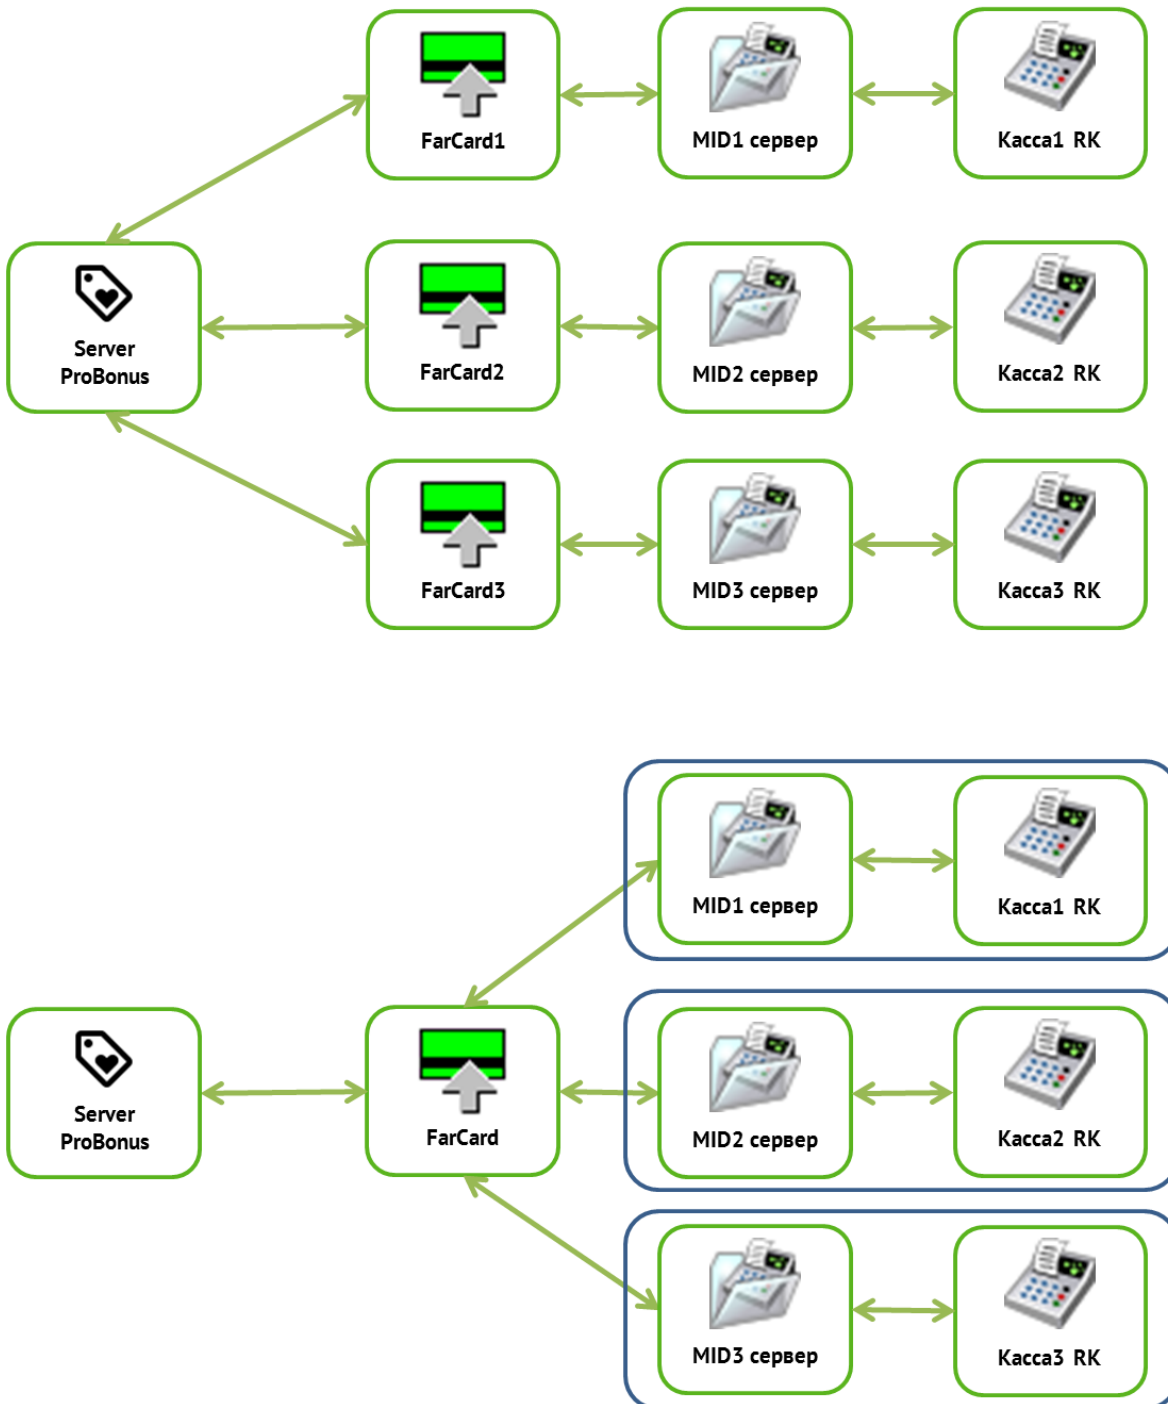 FarCard1
MID1 сервер
Касса1 RK
Server
ProBonus
FarCard2
MID2 сервер
Касса2 RK
FarCard3
MID3 сервер
Касса3 RK
MID1 сервер
Касса1 RK
Server
ProBonus
FarCard
MID2 сервер
Касса2 RK
MID3 сервер
Касса3 RK